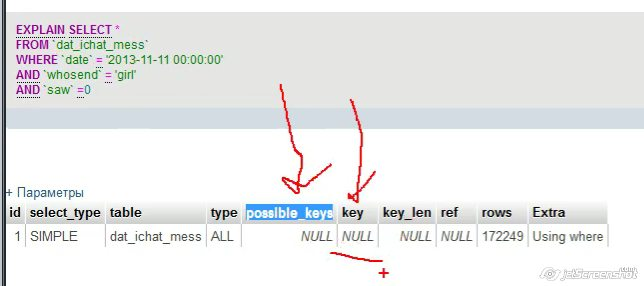 EXPLAIN SELECT *
FROM `dat_ichat_mess`
WHERE `date` = '2013-11-11 00:00:00'
AND `whosend` = 'girl'
AND `saw` =0
+ Параметры
id select_type table type possible_keys key key_len ref rows Extra
1 SIMPLE dat_ichat_mess ALL NULL NULL NULL NULL 172249 Using where
jetScreenshot